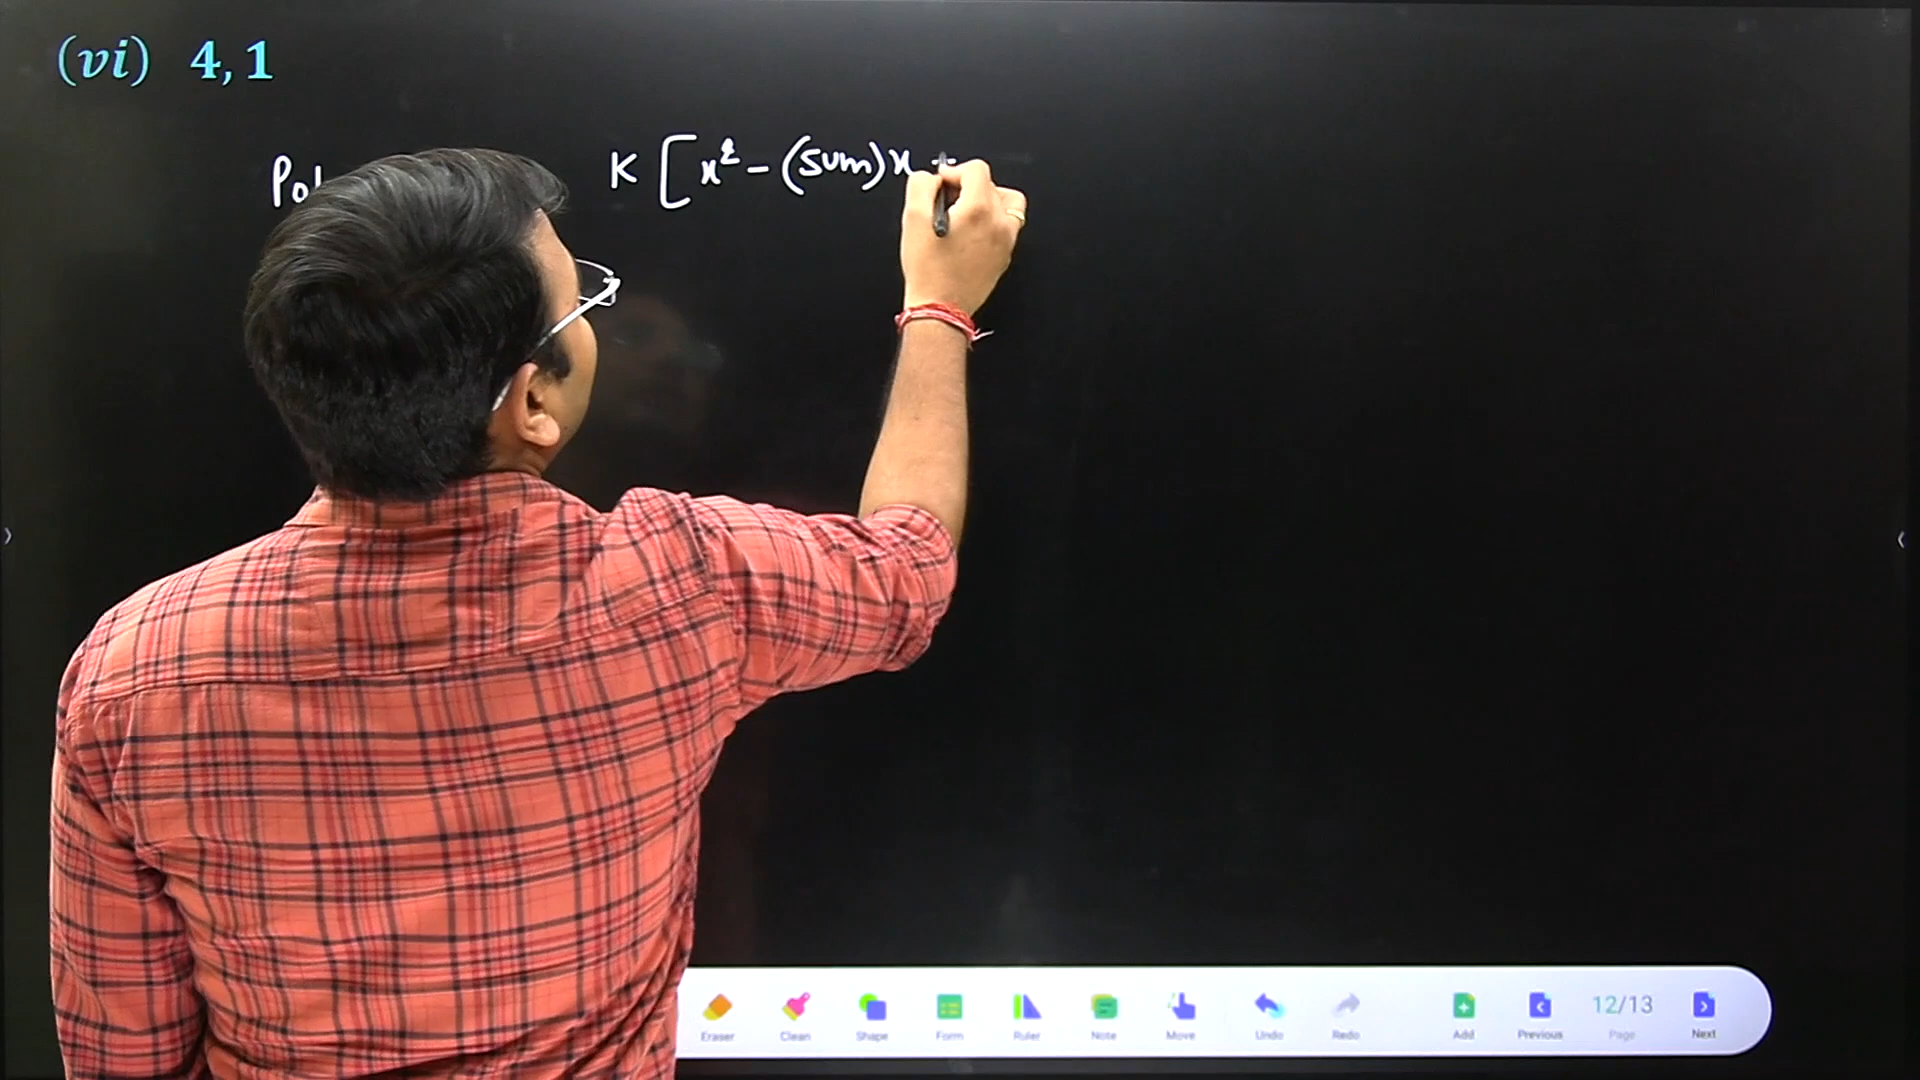 (vi) 4, 1
K [x² - (Sum)x
Eraser Clean Shape Form Ruler Note Move Undo Redo Add Previous 12/13 Page Next